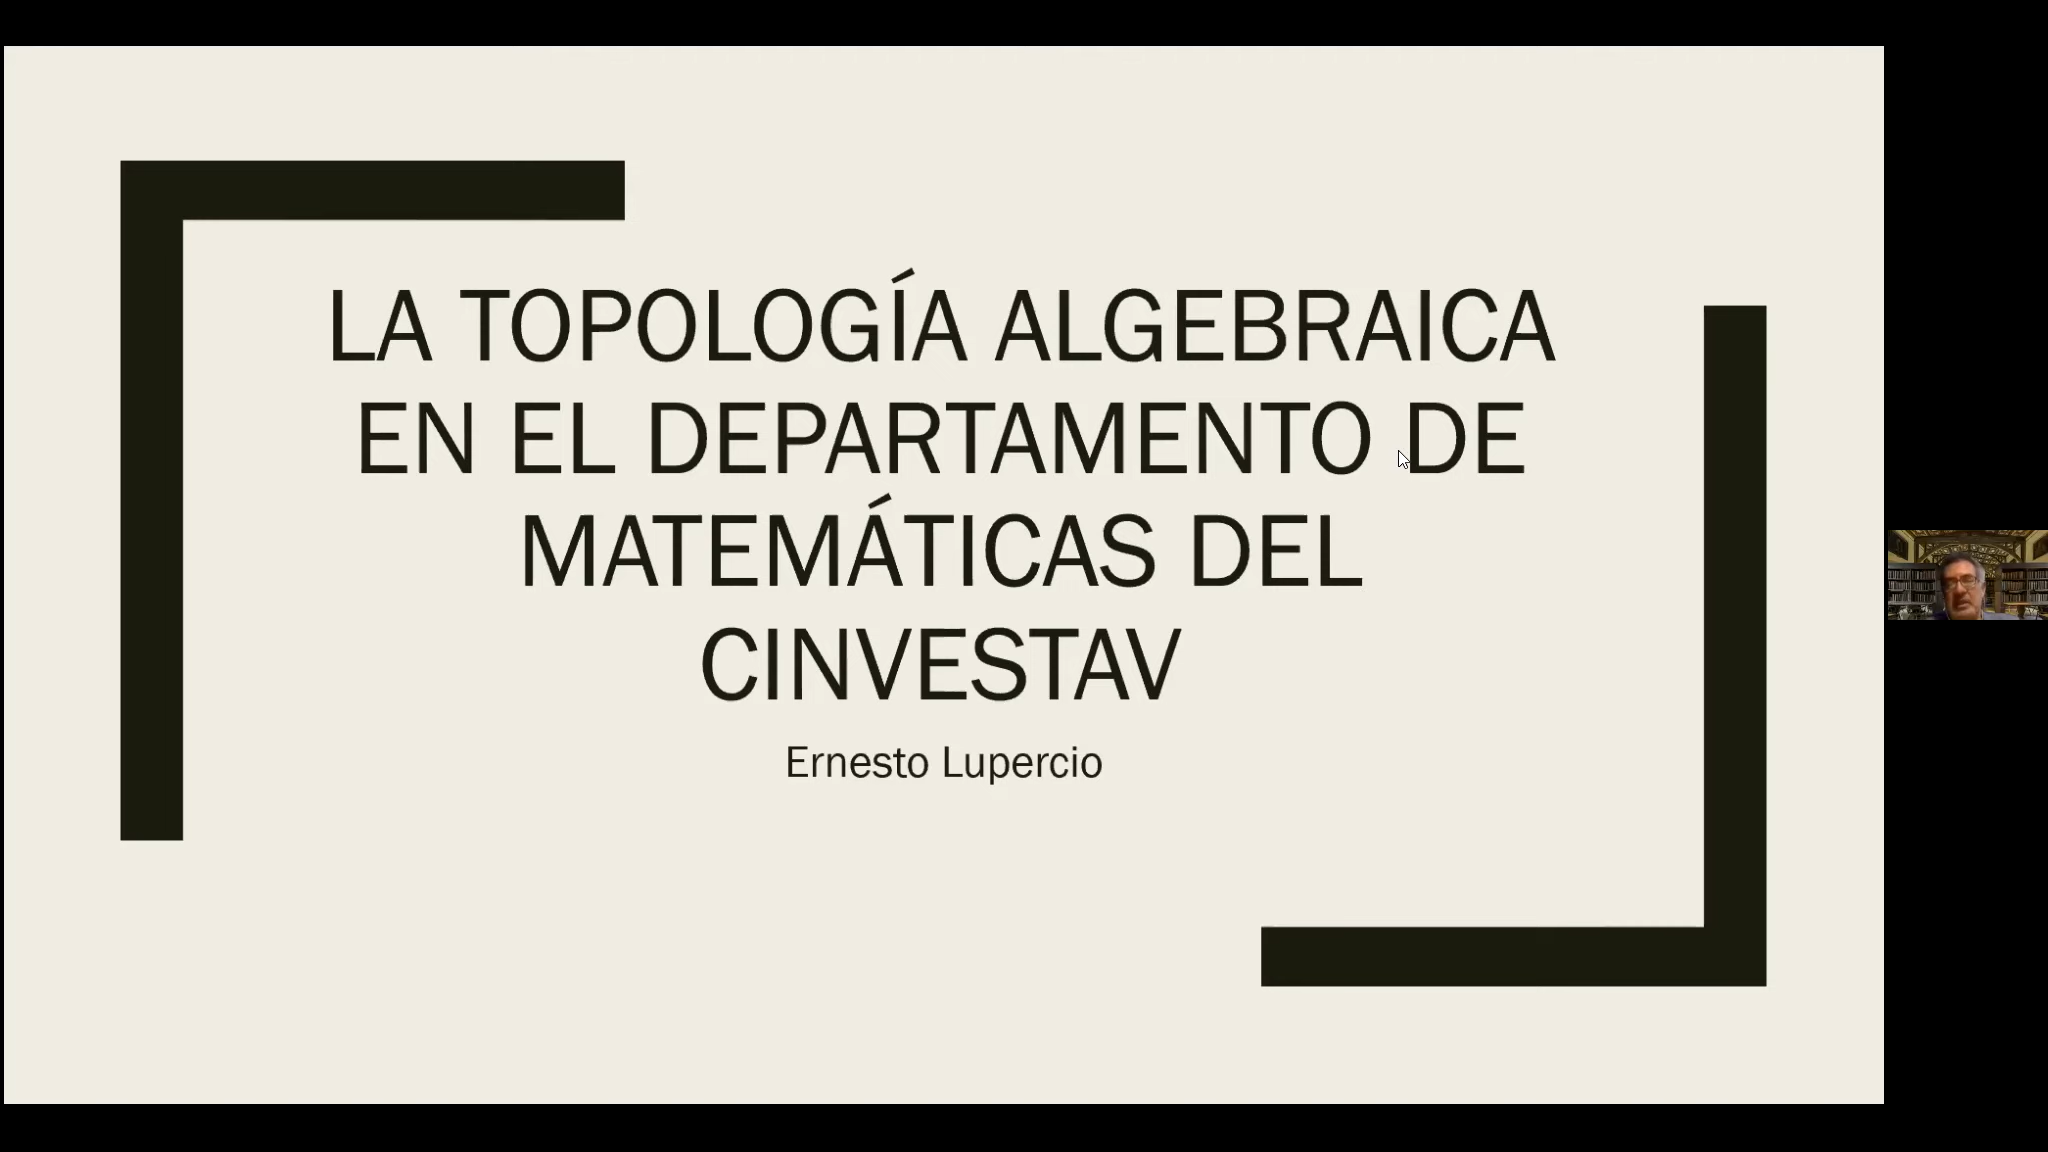 LA TOPOLOGÍA ALGEBRAICA
EN EL DEPARTAMENTO DE
MATEMÁTICAS DEL
CINVESTAV
Ernesto Lupercio